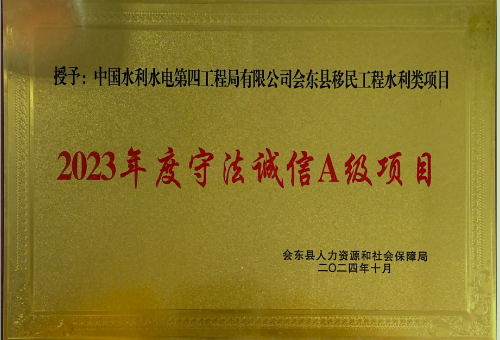 授予：中国水利水电第四工程局有限公司会东县移民工程水利类项目
2023年度守法诚信A级项目
会东县人力资源和社会保障局
二〇二四年十月